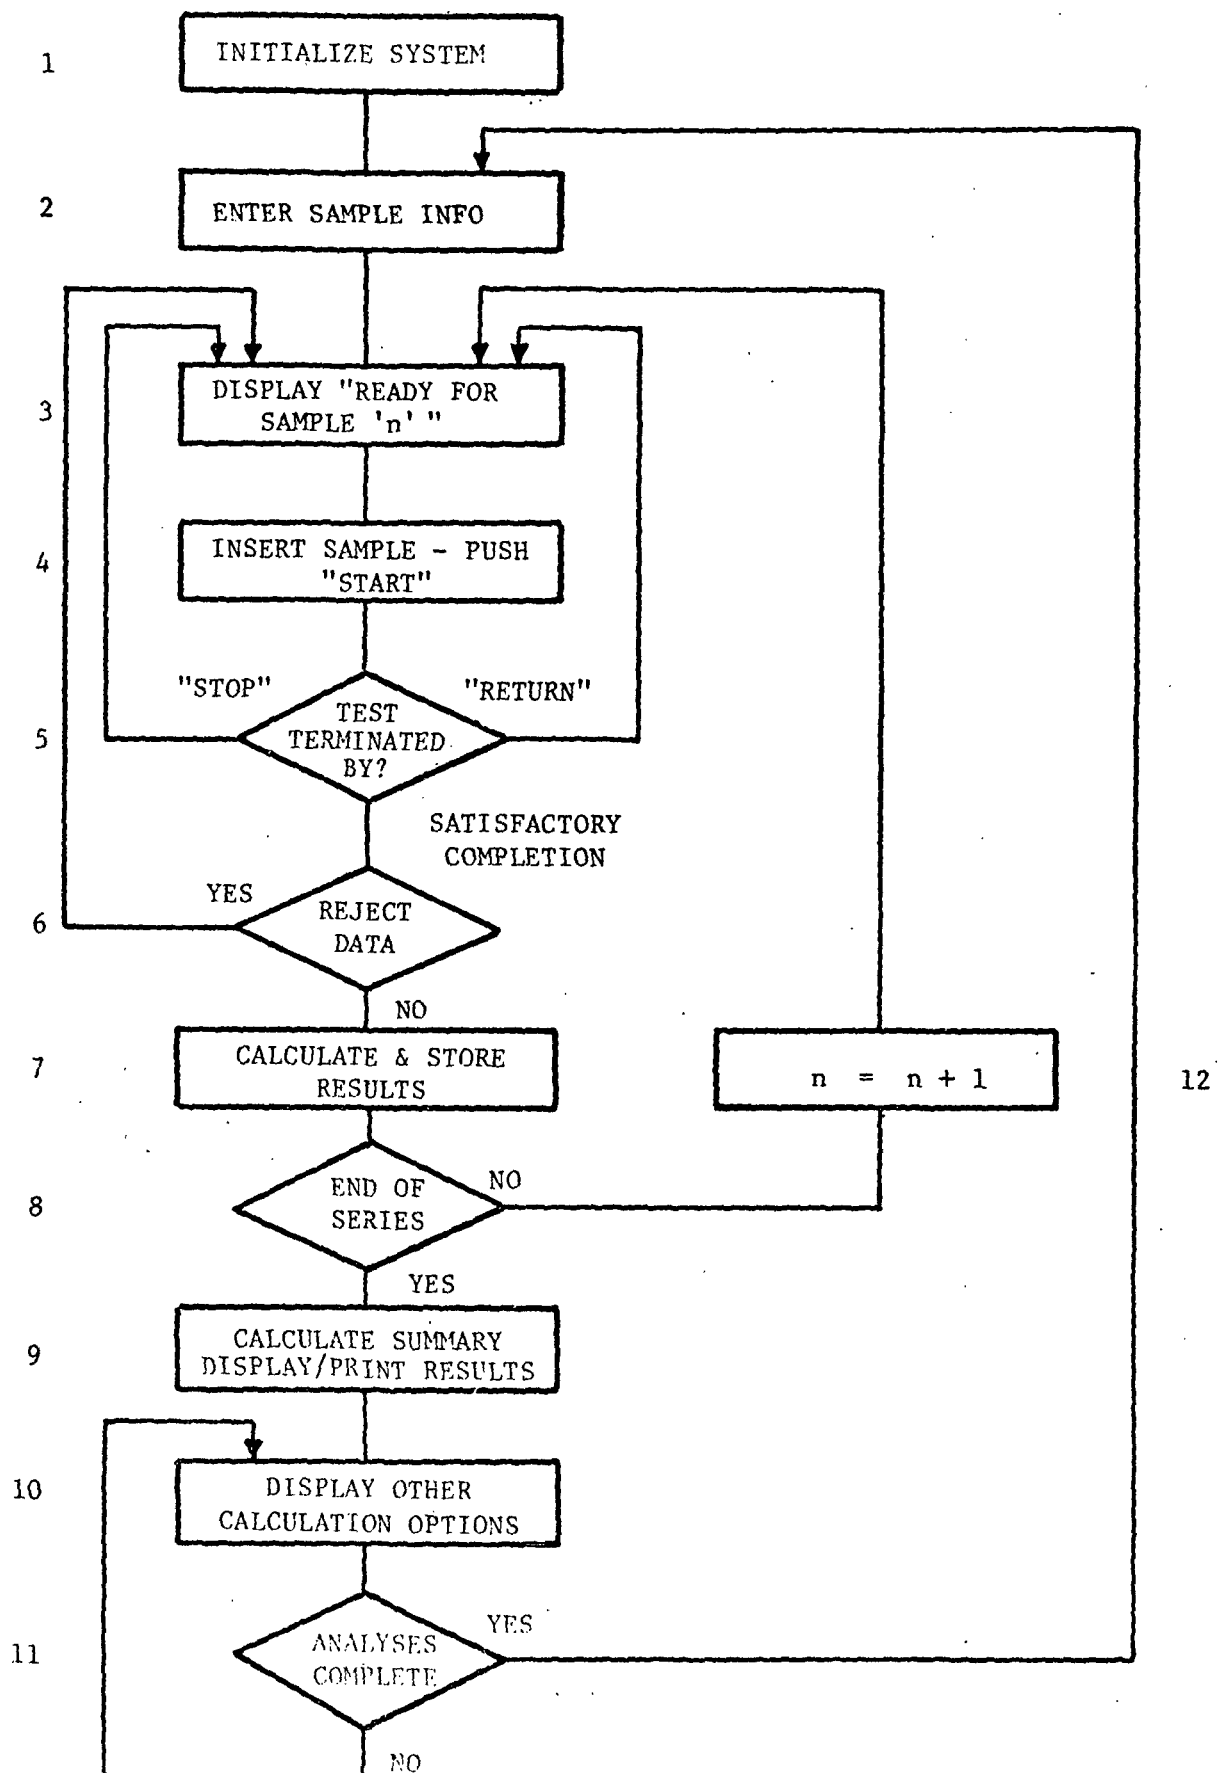 1
INITIALIZE SYSTEM
2
ENTER SAMPLE INFO
3
DISPLAY "READY FOR
SAMPLE 'n' "
4
INSERT SAMPLE - PUSH
"START"
"STOP"
"RETURN"
5
TEST
TERMINATED
BY?
SATISFACTORY
COMPLETION
YES
6
REJECT
DATA
NO
7
CALCULATE & STORE
RESULTS
n = n + 1
12
8
END OF
SERIES
NO
YES
9
CALCULATE SUMMARY
DISPLAY/PRINT RESULTS
10
DISPLAY OTHER
CALCULATION OPTIONS
11
ANALYSES
COMPLETE
YES
NO